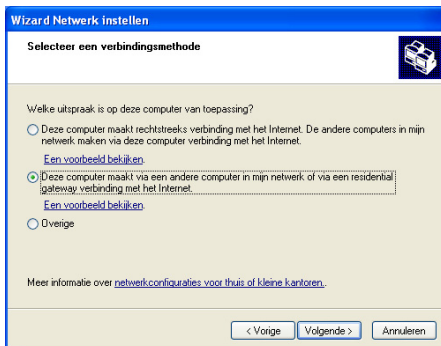 Wizard Netwerk instellen
Selecteer een verbindingsmethode
Welke uitspraak is op deze computer van toepassing?
Deze computer maakt rechtstreeks verbinding met het Internet. De andere computers in mijn
netwerk maken via deze computer verbinding met het Internet.
Een voorbeeld bekijken.
Deze computer maakt via een andere computer in mijn netwerk of via een residential
gateway verbinding met het Internet.
Een voorbeeld bekijken.
Overige
Meer informatie over netwerkconfiguraties voor thuis of kleine kantoren..
< Vorige Volgende > Annuleren